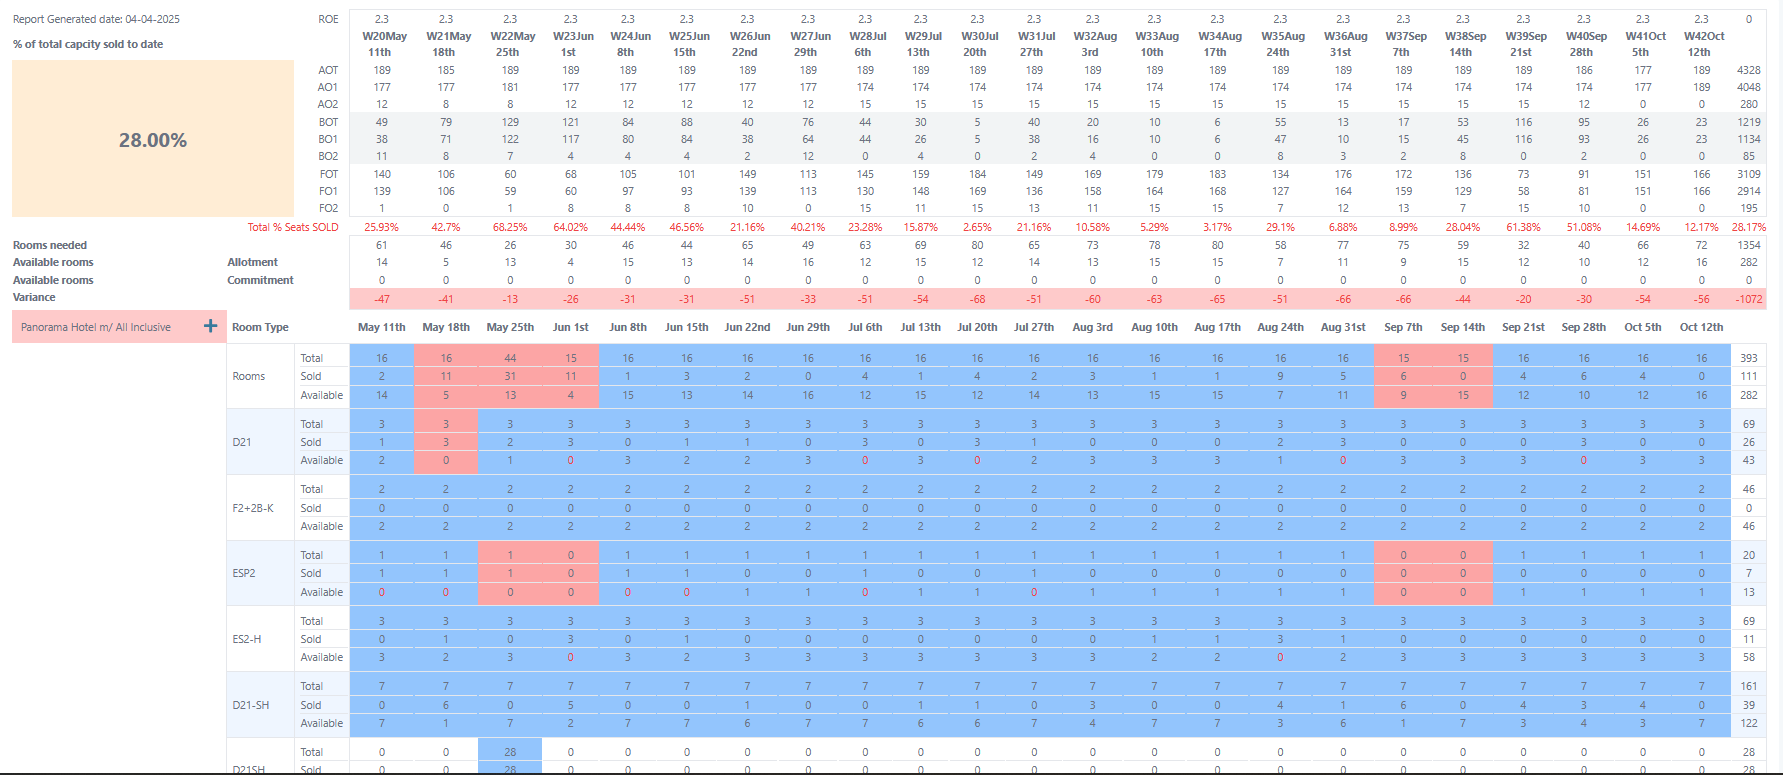 Report Generated date: 04-04-2025 ROE 2.3 2.3 2.3 2.3 2.3 2.3 2.3 2.3 2.3 2.3 2.3 2.3 2.3 2.3 2.3 2.3 2.3 2.3 2.3 2.3 2.3 2.3 2.3 0
% of total capcity sold to date
W20May W21May W22May W23Jun W24Jun W25Jun W26Jun W27Jun W28Jul W29Jul W30Jul W31Jul W32Aug W33Aug W34Aug W35Aug W36Aug W37Sep W38Sep W39Sep W40Sep W41Oct W42Oct
11th 18th 25th 1st 8th 15th 22nd 29th 6th 13th 20th 27th 3rd 10th 17th 24th 31st 7th 14th 21st 28th 5th 12th
28.00%
AOT 189 185 189 189 189 189 189 189 189 189 189 189 189 189 189 189 189 189 189 189 186 177 189 4328
AO1 177 177 181 177 177 177 177 177 174 174 174 174 174 174 174 174 174 174 174 174 174 177 189 4048
AO2 12 8 8 12 12 12 12 12 15 15 15 15 15 15 15 15 15 15 15 15 12 0 0 280
BOT 49 79 129 121 84 88 40 76 44 30 5 40 20 10 6 55 13 17 53 116 95 26 23 1219
BO1 38 71 122 117 80 84 38 64 44 26 5 38 16 10 6 47 10 15 45 116 93 26 23 1134
BO2 11 8 7 4 4 4 2 12 0 4 0 2 4 0 0 8 3 2 8 0 2 0 0 85
FOT 140 106 60 68 105 101 149 113 145 159 184 149 169 179 183 134 176 172 136 73 91 151 166 3109
FO1 139 106 59 60 97 93 139 113 130 148 169 136 158 164 168 127 164 159 129 58 81 151 166 2914
FO2 1 0 1 8 8 8 10 0 15 11 15 13 11 15 15 7 12 13 7 15 10 0 0 195
Total % Seats SOLD 25.93% 42.7% 68.25% 64.02% 44.44% 46.56% 21.16% 40.21% 23.28% 15.87% 2.65% 21.16% 10.58% 5.29% 3.17% 29.1% 6.88% 8.99% 28.04% 61.38% 51.08% 14.69% 12.17% 28.17%
Rooms needed 61 46 26 30 46 44 65 49 63 69 80 65 73 78 80 58 77 75 59 32 40 66 72 1354
Available rooms Allotment 14 5 13 4 15 13 14 16 12 15 12 14 13 15 15 7 11 9 15 12 10 12 16 282
Available rooms Commitment 0 0 0 0 0 0 0 0 0 0 0 0 0 0 0 0 0 0 0 0 0 0 0 0
Variance -47 -41 -13 -26 -31 -31 -51 -33 -51 -54 -68 -51 -60 -63 -65 -51 -66 -66 -44 -20 -30 -54 -56 -1072
Panorama Hotel m/ All Inclusive + Room Type May 11th May 18th May 25th Jun 1st Jun 8th Jun 15th Jun 22nd Jun 29th Jul 6th Jul 13th Jul 20th Jul 27th Aug 3rd Aug 10th Aug 17th Aug 24th Aug 31st Sep 7th Sep 14th Sep 21st Sep 28th Oct 5th Oct 12th
Total 16 16 44 15 16 16 16 16 16 16 16 16 16 16 16 16 16 15 15 16 16 16 16 393
Rooms Sold 2 11 31 11 1 3 2 0 4 1 4 2 3 1 1 9 5 6 0 4 6 4 0 111
Available 14 5 13 4 15 13 14 16 12 15 12 14 13 15 15 7 11 9 15 12 10 12 16 282
Total 3 3 3 3 3 3 3 3 3 3 3 3 3 3 3 3 3 3 3 3 3 3 3 69
D21 Sold 1 3 2 3 0 1 1 0 3 0 3 1 0 0 0 2 3 0 0 0 3 0 0 26
Available 2 0 1 0 3 2 2 3 0 3 0 2 3 3 3 1 0 3 3 3 0 3 3 43
Total 2 2 2 2 2 2 2 2 2 2 2 2 2 2 2 2 2 2 2 2 2 2 2 46
F2+2B-K Sold 0 0 0 0 0 0 0 0 0 0 0 0 0 0 0 0 0 0 0 0 0 0 0 0
Available 2 2 2 2 2 2 2 2 2 2 2 2 2 2 2 2 2 2 2 2 2 2 2 46
Total 1 1 1 0 1 1 1 1 1 1 1 1 1 1 1 1 1 0 0 1 1 1 1 20
ESP2 Sold 1 1 1 0 1 1 0 0 1 0 0 1 0 0 0 0 0 0 0 0 0 0 0 7
Available 0 0 0 0 0 0 1 1 0 1 1 0 1 1 1 1 1 0 0 1 1 1 1 13
Total 3 3 3 3 3 3 3 3 3 3 3 3 3 3 3 3 3 3 3 3 3 3 3 69
ES2-H Sold 0 1 0 3 0 1 0 0 0 0 0 0 0 1 1 3 1 0 0 0 0 0 0 11
Available 3 2 3 0 3 2 3 3 3 3 3 3 3 2 2 0 2 3 3 3 3 3 3 58
Total 7 7 7 7 7 7 7 7 7 7 7 7 7 7 7 7 7 7 7 7 7 7 7 161
D21-SH Sold 0 6 0 5 0 0 1 0 0 1 1 0 3 0 0 4 1 6 0 4 3 4 0 39
Available 7 1 7 2 7 7 6 7 7 6 6 7 4 7 7 3 6 1 7 3 4 3 7 122
Total 0 0 28 0 0 0 0 0 0 0 0 0 0 0 0 0 0 0 0 0 0 0 0 28
D21SH Sold 0 0 28 0 0 0 0 0 0 0 0 0 0 0 0 0 0 0 0 0 0 0 0 28